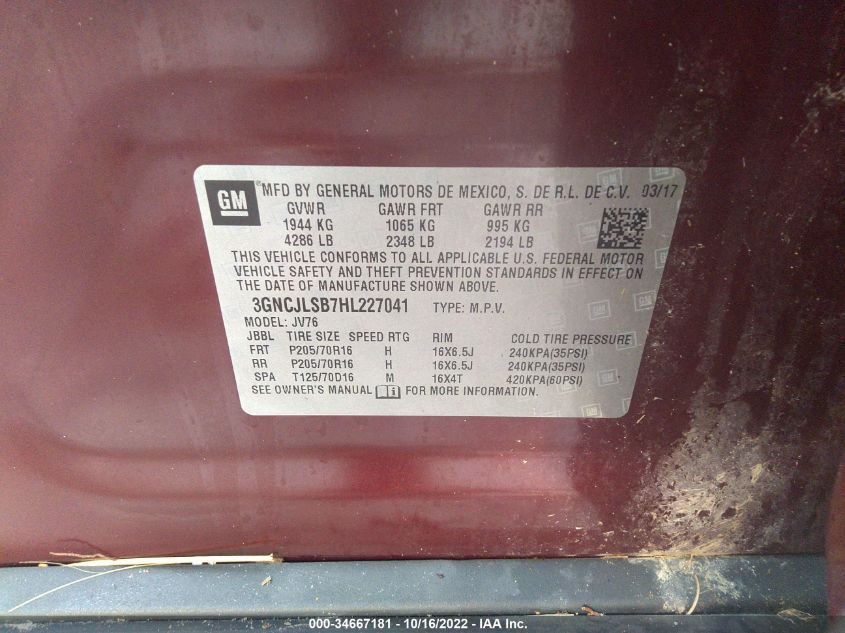 GM ® MFD BY GENERAL MOTORS DE MEXICO, S. DE R.L. DE C.V. 03/17
GVWR GAWR FRT GAWR RR
1944 KG 1065 KG 995 KG
4286 LB 2348 LB 2194 LB
THIS VEHICLE CONFORMS TO ALL APPLICABLE U.S. FEDERAL MOTOR
VEHICLE SAFETY AND THEFT PREVENTION STANDARDS IN EFFECT ON
THE DATE OF MANUFACTURE SHOWN ABOVE.
3GNCJLSB7HL227041 TYPE: M.P.V.
MODEL: JV76
JBBL TIRE SIZE SPEED RTG RIM COLD TIRE PRESSURE
FRT P205/70R16 H 16X6.5J 240KPA(35PSI)
RR P205/70R16 H 16X6.5J 240KPA(35PSI)
SPA T125/70D16 M 16X4T 420KPA(60PSI)
SEE OWNER'S MANUAL i FOR MORE INFORMATION.
000-34667181 - 10/16/2022 - IAA Inc.